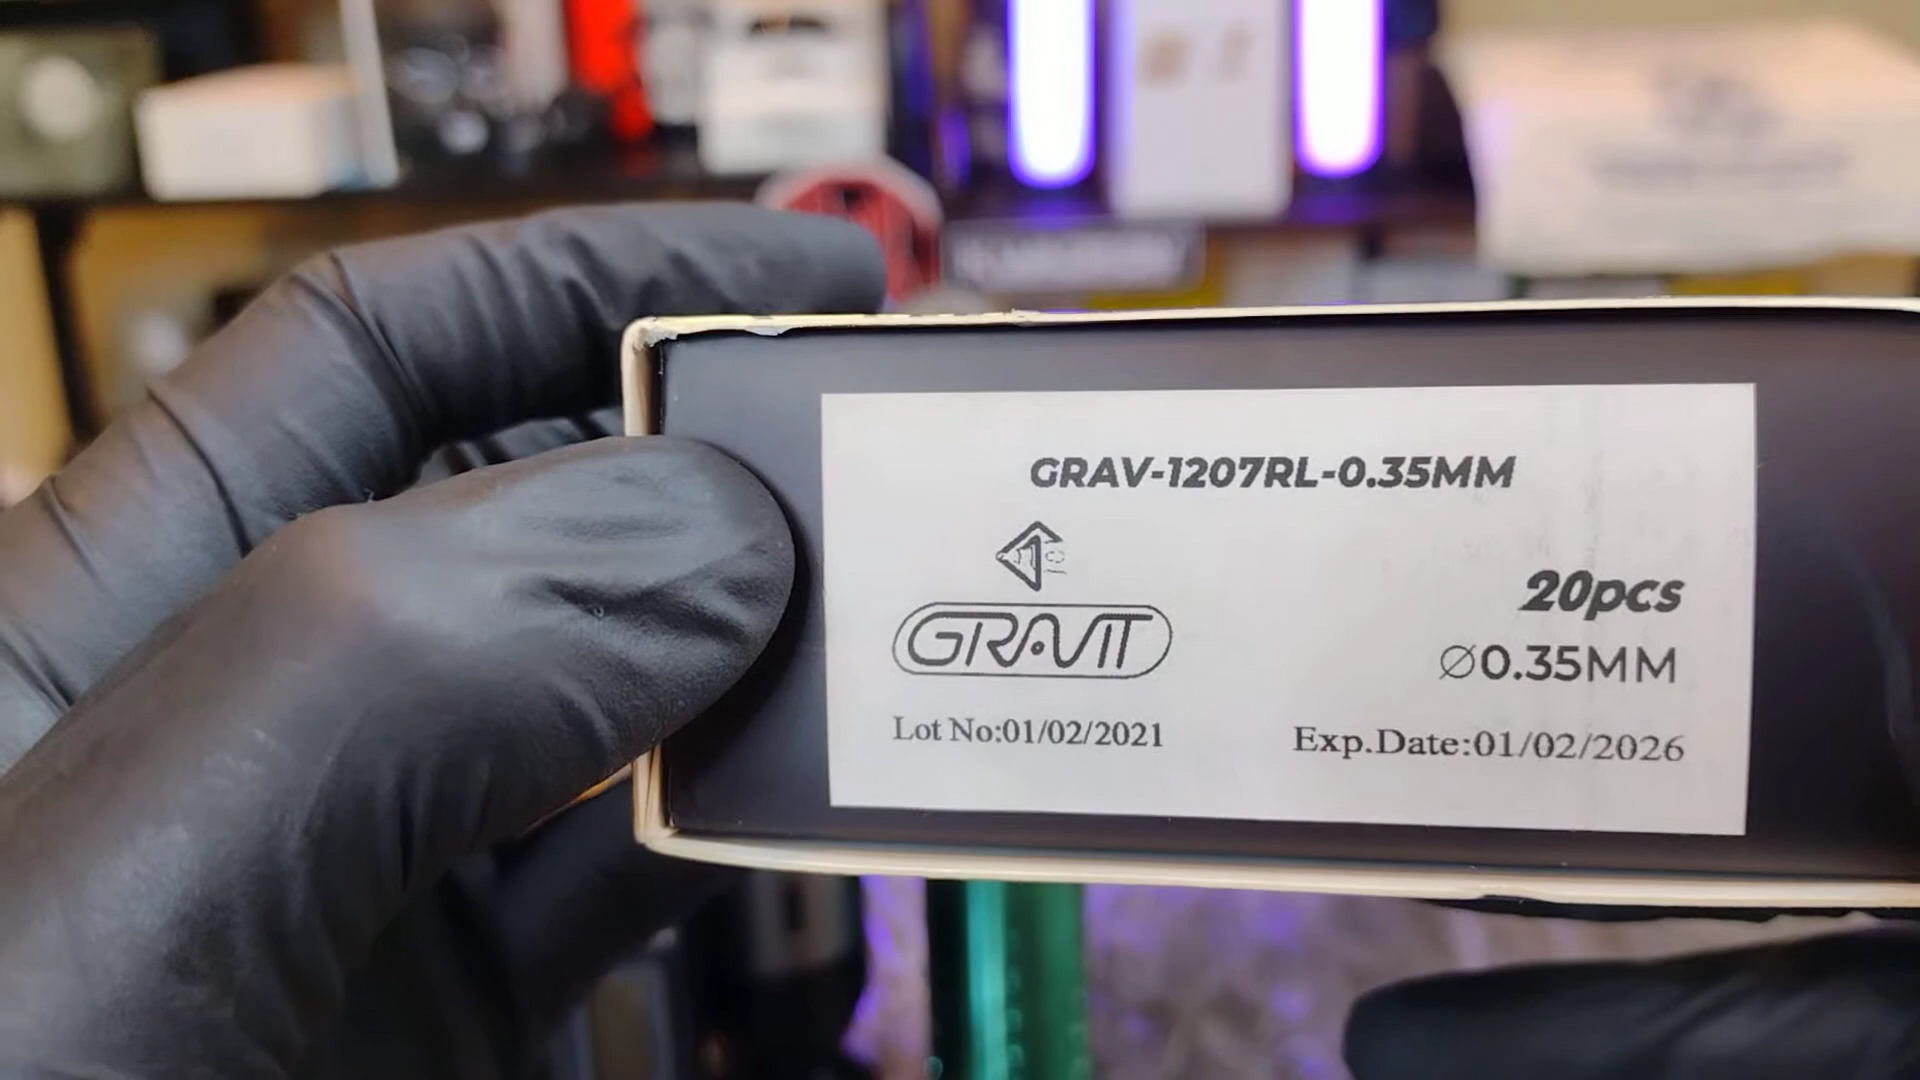 GRAV-1207RL-0.35MM
GRAVIT
20pcs
Ø0.35MM
Lot No:01/02/2021
Exp.Date:01/02/2026